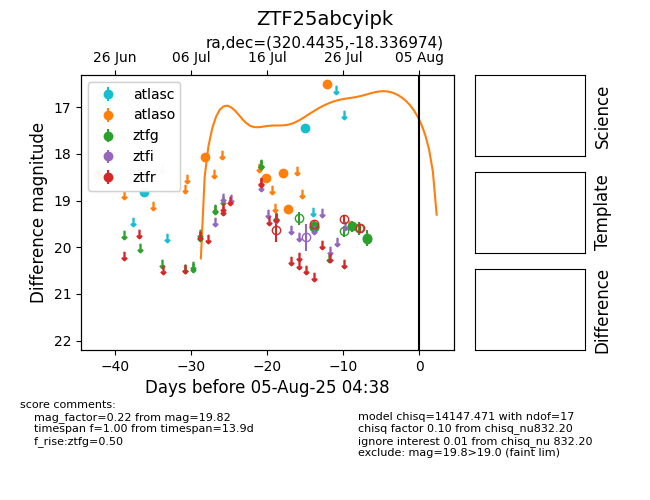 ZTF25abcyipk
ra,dec=(320.4435,-18.336974)
26 Jun 06 Jul 16 Jul 26 Jul 05 Aug
atlasc
atlaso
ztfg
ztfi
ztfr
17
18
19
20
21
22
Difference magnitude
−40 −30 −20 −10 0
Days before 05-Aug-25 04:38
Science
Template
Difference
score comments:
mag_factor=0.22 from mag=19.82
timespan f=1.00 from timespan=13.9d
f_rise:ztfg=0.50
model chisq=14147.471 with ndof=17
chisq factor 0.10 from chisq_nu832.20
ignore interest 0.01 from chisq_nu 832.20
exclude: mag=19.8>19.0 (faint lim)